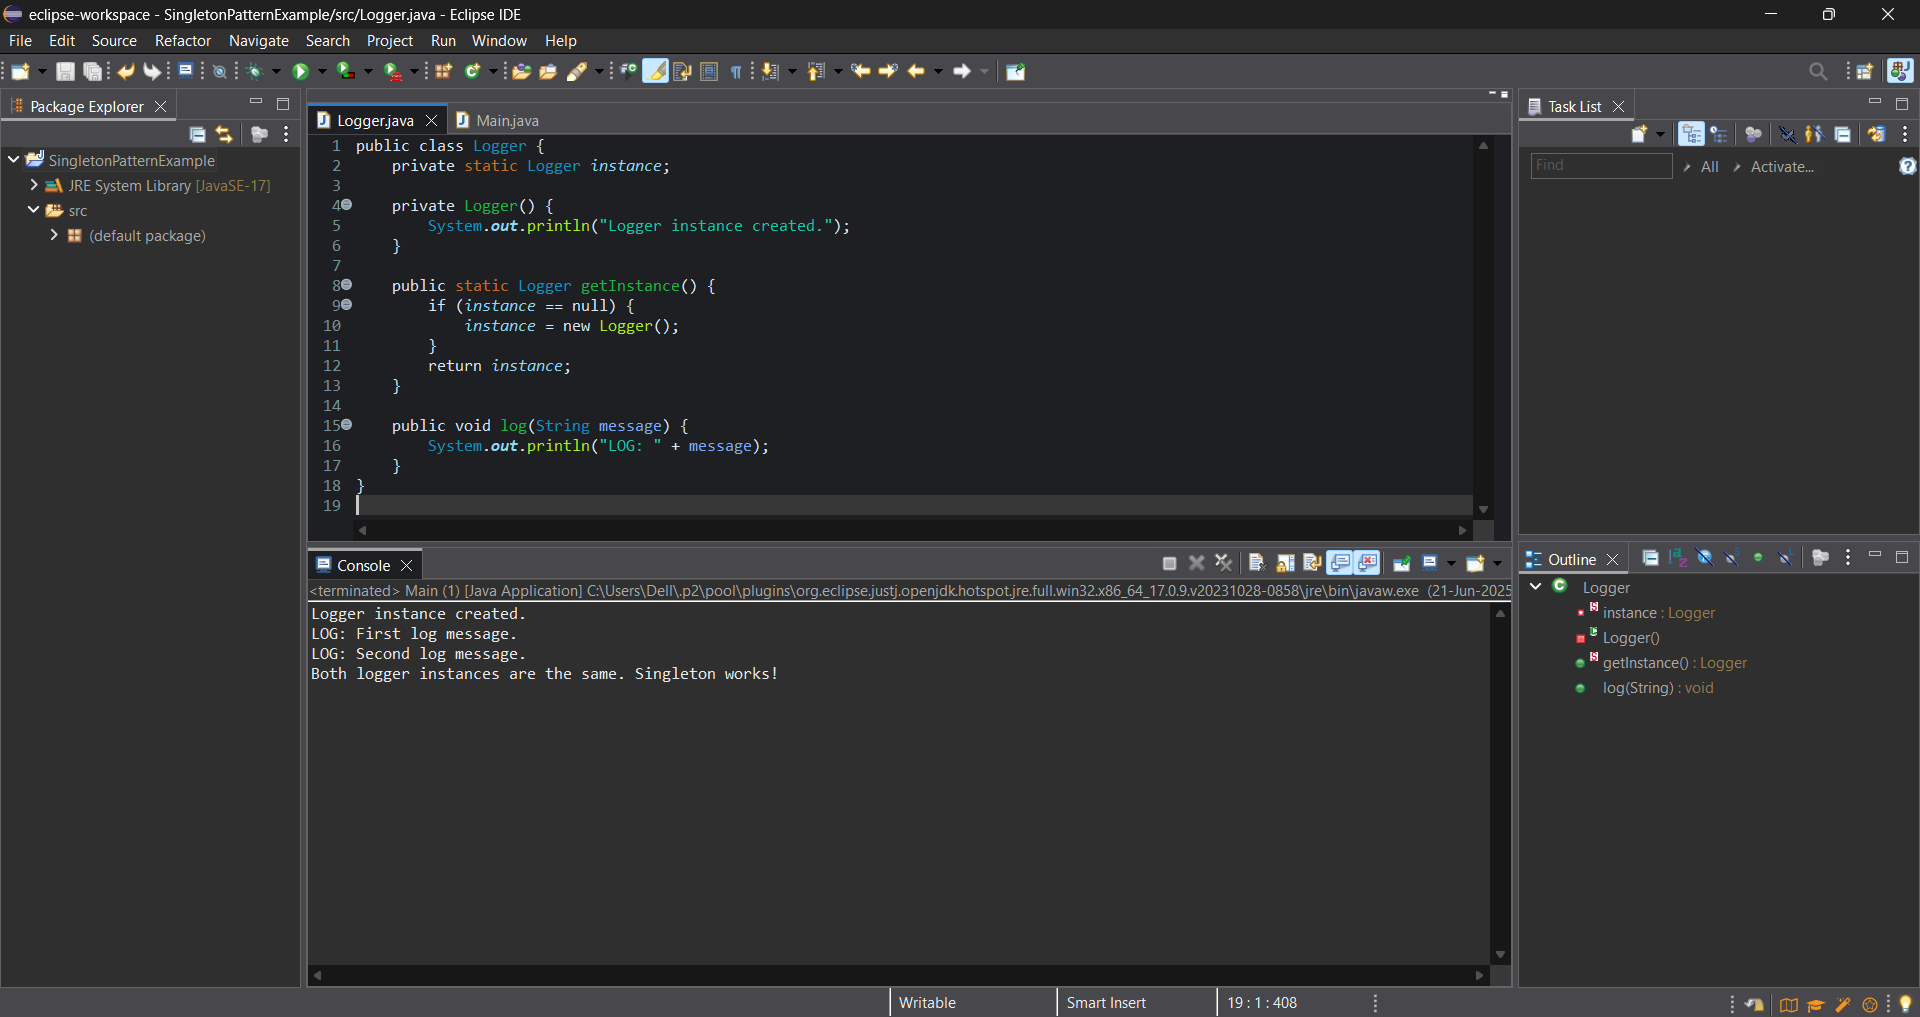 eclipse-workspace - SingletonPatternExample/src/Logger.java - Eclipse IDE
File Edit Source Refactor Navigate Search Project Run Window Help
Package Explorer
SingletonPatternExample
JRE System Library [JavaSE-17]
src
(default package)
Logger.java Main.java
1 public class Logger {
2     private static Logger instance;
3
4     private Logger() {
5         System.out.println("Logger instance created.");
6     }
7
8     public static Logger getInstance() {
9         if (instance == null) {
10             instance = new Logger();
11         }
12         return instance;
13     }
14
15     public void log(String message) {
16         System.out.println("LOG: " + message);
17     }
18 }
19
Console
<terminated> Main (1) [Java Application] C:\Users\Dell\.p2\pool\plugins\org.eclipse.justj.openjdk.hotspot.jre.full.win32.x86_64_17.0.9.v20231028-0858\jre\bin\javaw.exe (21-Jun-2025
Logger instance created.
LOG: First log message.
LOG: Second log message.
Both logger instances are the same. Singleton works!
Task List
Find All Activate...
Outline
Logger
instance : Logger
Logger()
getInstance() : Logger
log(String) : void
Writable Smart Insert 19 : 1 : 408